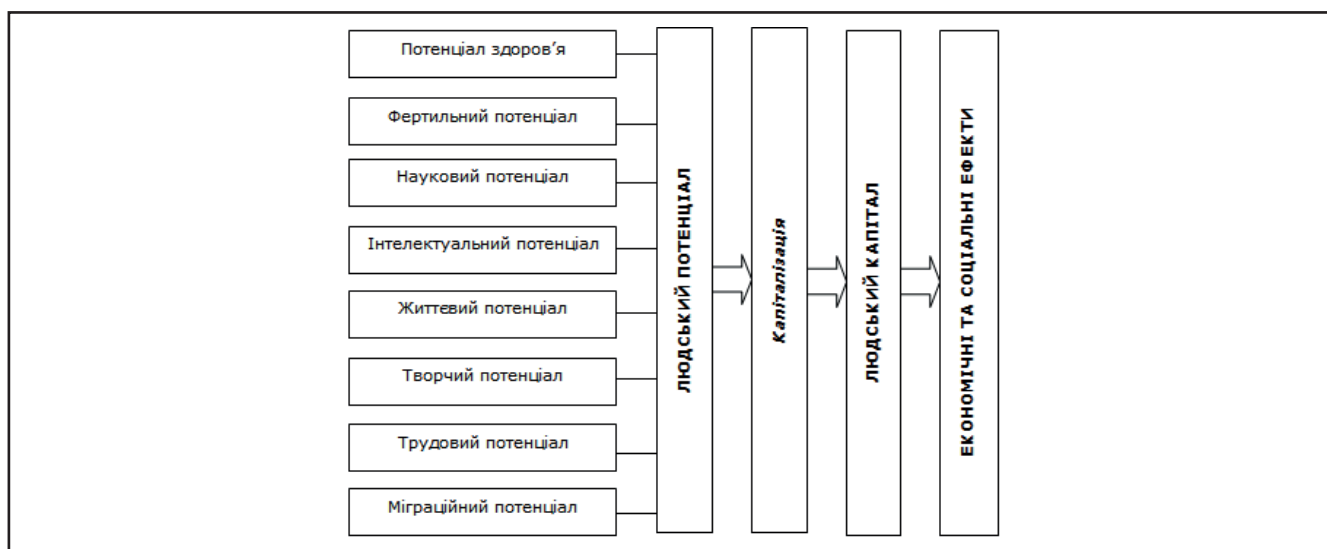 Потенціал здоров’я
Фертильний потенціал
Науковий потенціал
Інтелектуальний потенціал
Життєвий потенціал
Творчий потенціал
Трудовий потенціал
Міграційний потенціал
ЛЮДСЬКИЙ ПОТЕНЦІАЛ
Капіталізація
ЛЮДСЬКИЙ КАПІТАЛ
ЕКОНОМІЧНІ ТА СОЦІАЛЬНІ ЕФЕКТИ